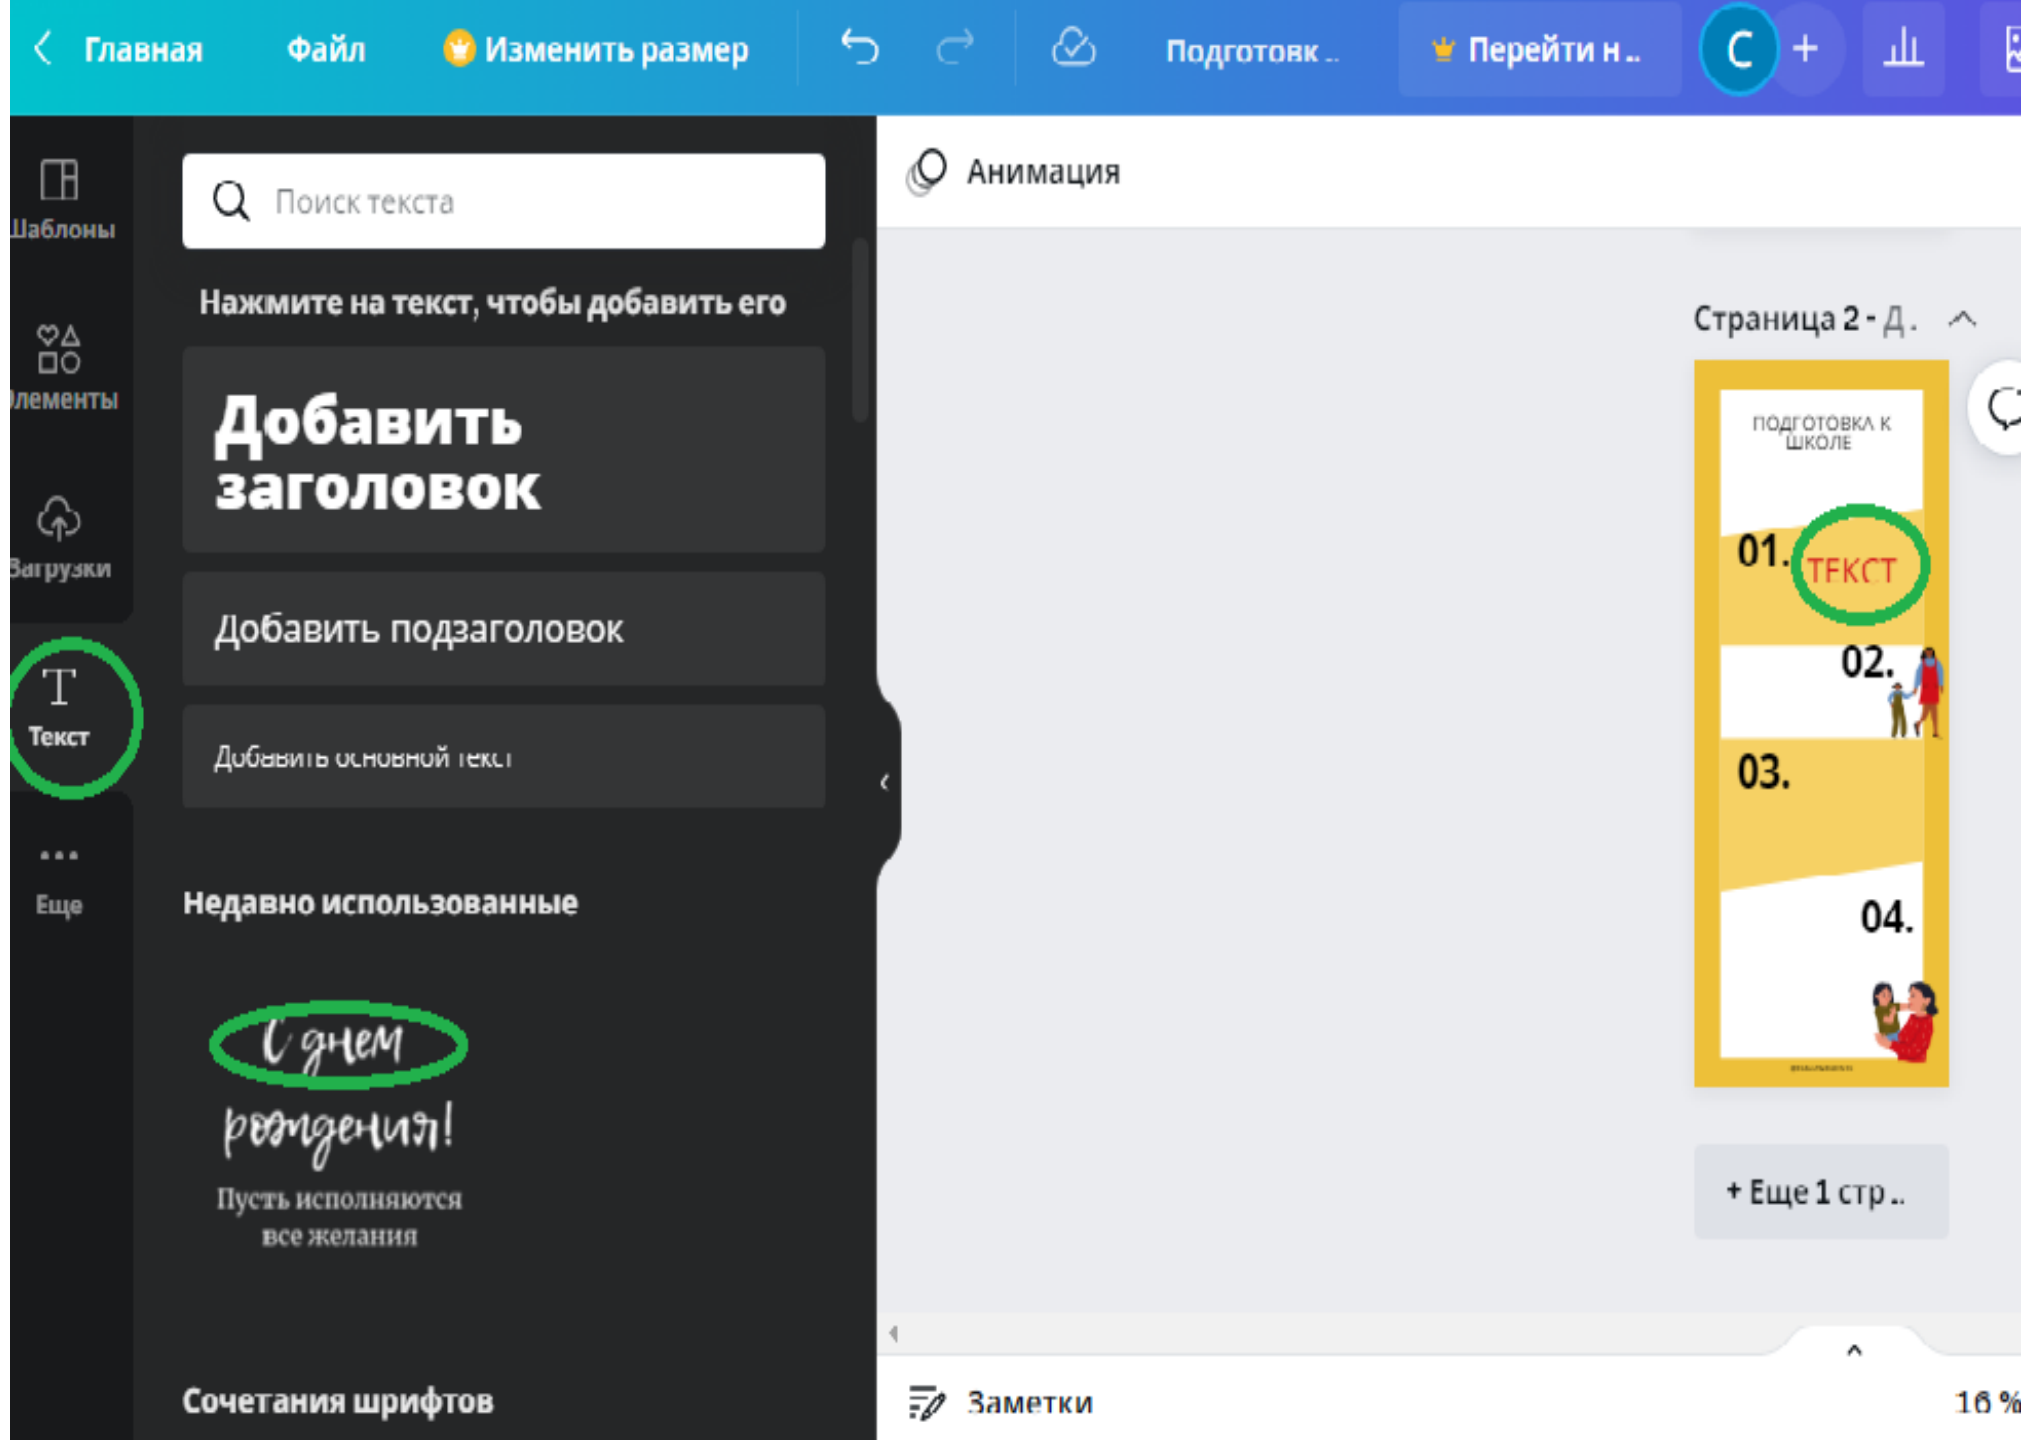 Главная Файл Изменить размер Подготовк .. Перейти н .. C +
Шаблоны
Элементы
Загрузки
Текст
Еще
Поиск текста
Нажмите на текст, чтобы добавить его
Добавить
заголовок
Добавить подзаголовок
Добавить основной текст
Недавно использованные
С днем
рождения!
Пусть исполняются
все желания
Сочетания шрифтов
Анимация
Страница 2 - Д .
ПОДГОТОВКА К
ШКОЛЕ
01.
ТЕКСТ
02.
03.
04.
+ Еще 1 стр ..
Заметки
16 %